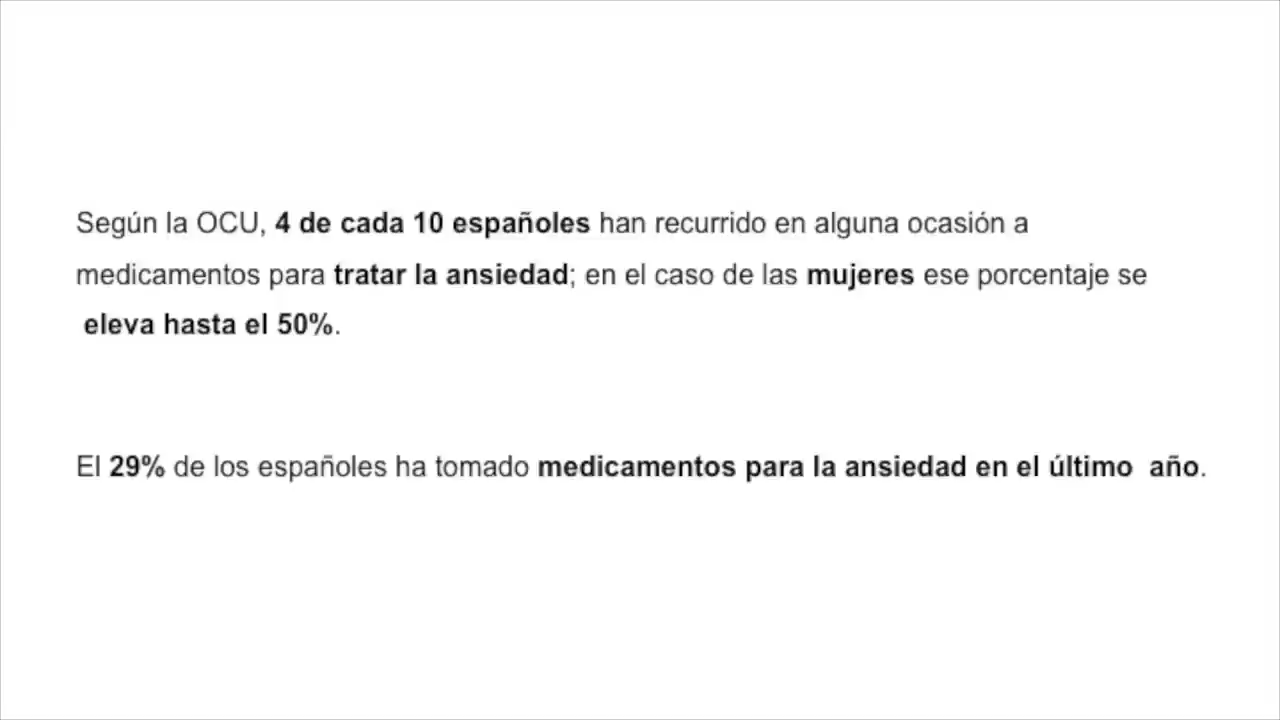 Según la OCU, 4 de cada 10 españoles han recurrido en alguna ocasión a
medicamentos para tratar la ansiedad; en el caso de las mujeres ese porcentaje se
eleva hasta el 50%.
El 29% de los españoles ha tomado medicamentos para la ansiedad en el último año.